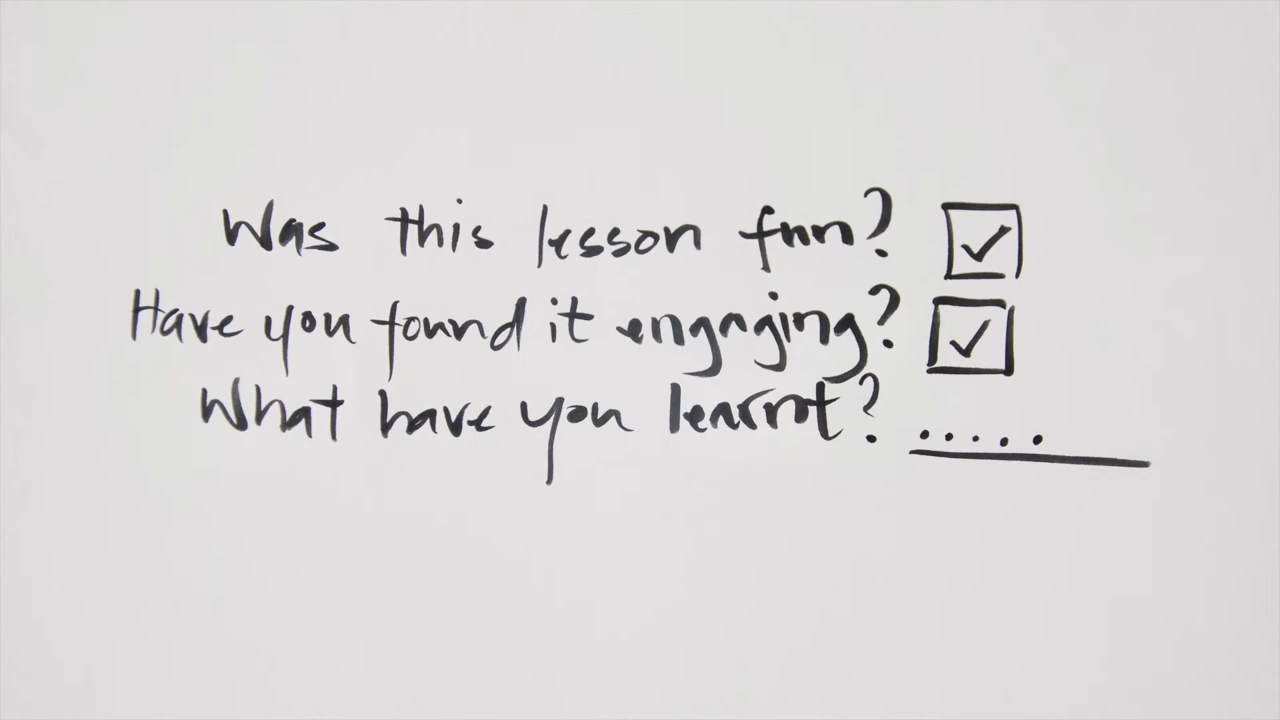 Was this lesson fun? ☑
Have you found it engaging? ☑
What have you learnt? .....